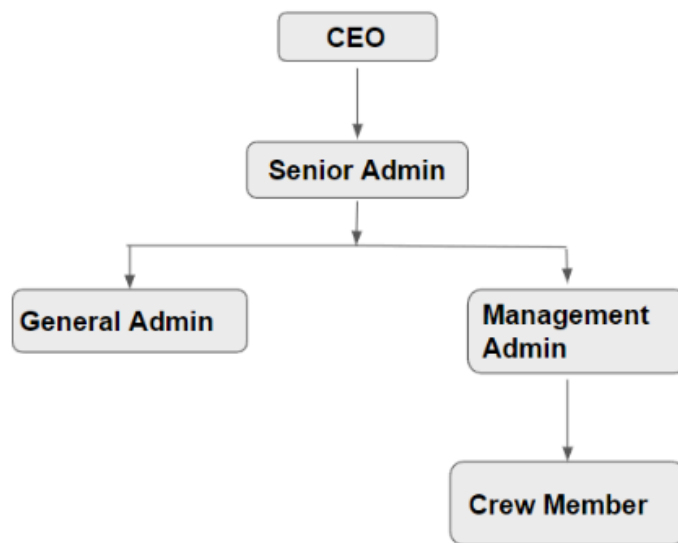 CEO
Senior Admin
General Admin
Management
Admin
Crew Member